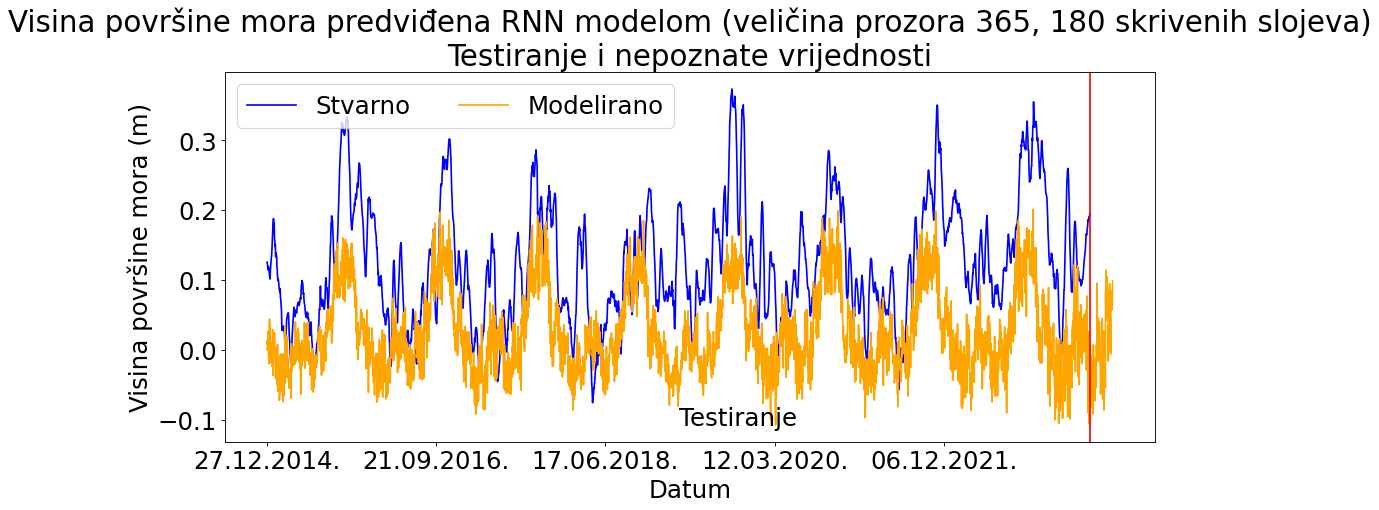 Visina površine mora predviđena RNN modelom (veličina prozora 365, 180 skrivenih slojeva)
Testiranje i nepoznate vrijednosti
Stvarno Modelirano
Visina površine mora (m)
0.3
0.2
0.1
0.0
−0.1
Testiranje
27.12.2014. 21.09.2016. 17.06.2018. 12.03.2020. 06.12.2021.
Datum